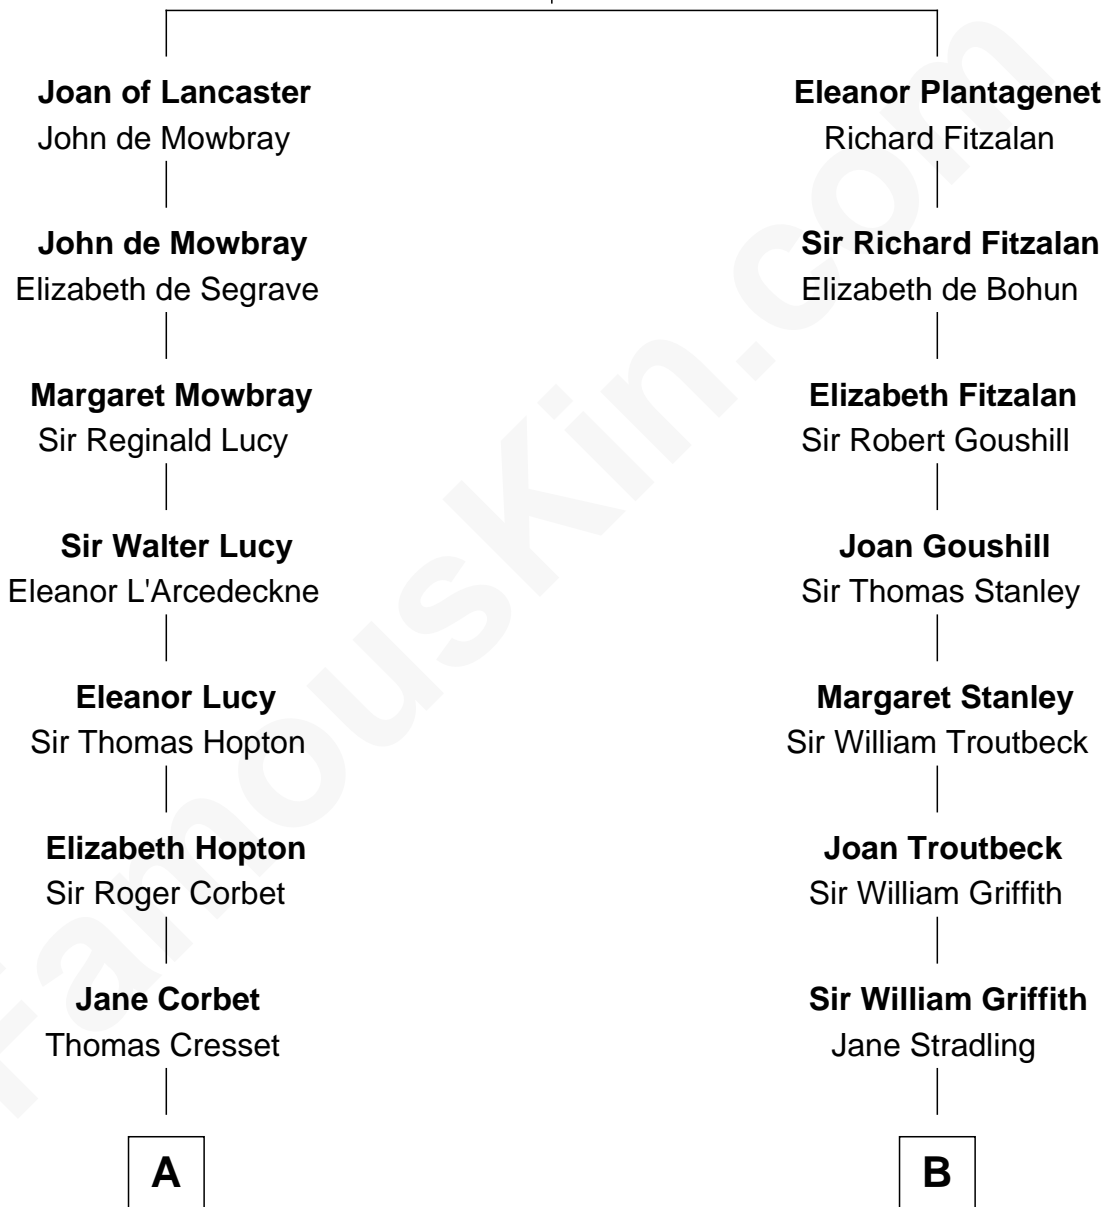 Joan of Lancaster
John de Mowbray
John de Mowbray
Elizabeth de Segrave
Margaret Mowbray
Sir Reginald Lucy
Sir Walter Lucy
Eleanor L'Arcedeckne
Eleanor Lucy
Sir Thomas Hopton
Elizabeth Hopton
Sir Roger Corbet
Jane Corbet
Thomas Cresset
A
Eleanor Plantagenet
Richard Fitzalan
Sir Richard Fitzalan
Elizabeth de Bohun
Elizabeth Fitzalan
Sir Robert Goushill
Joan Goushill
Sir Thomas Stanley
Margaret Stanley
Sir William Troutbeck
Joan Troutbeck
Sir William Griffith
Sir William Griffith
Jane Stradling
B
FamousKin.com